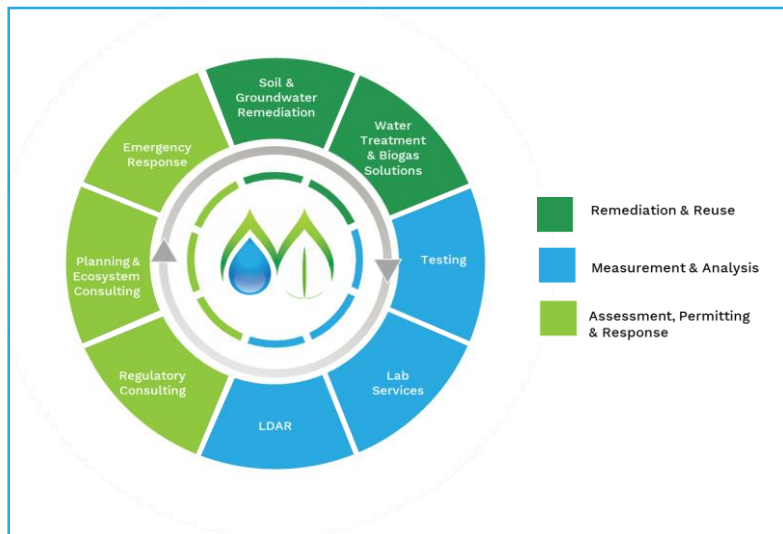 Soil &
Groundwater
Remediation
Water
Treatment
& Biogas
Solutions
Testing
Lab
Services
LDAR
Regulatory
Consulting
Planning &
Ecosystem
Consulting
Emergency
Response
Remediation & Reuse
Measurement & Analysis
Assessment, Permitting
& Response